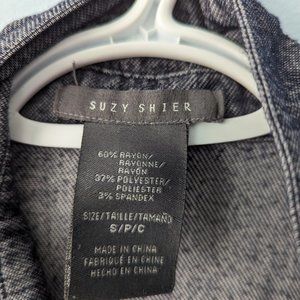 SUZY SHIER
60% RAYON/
RAYONNE/
RAYON
37% POLYESTER/
POLIESTER
3% SPANDEX
SIZE/TAILLE/TAMAÑO
S/P/C
MADE IN CHINA
FABRIQUÉ EN CHINE
HECHO EN CHINA